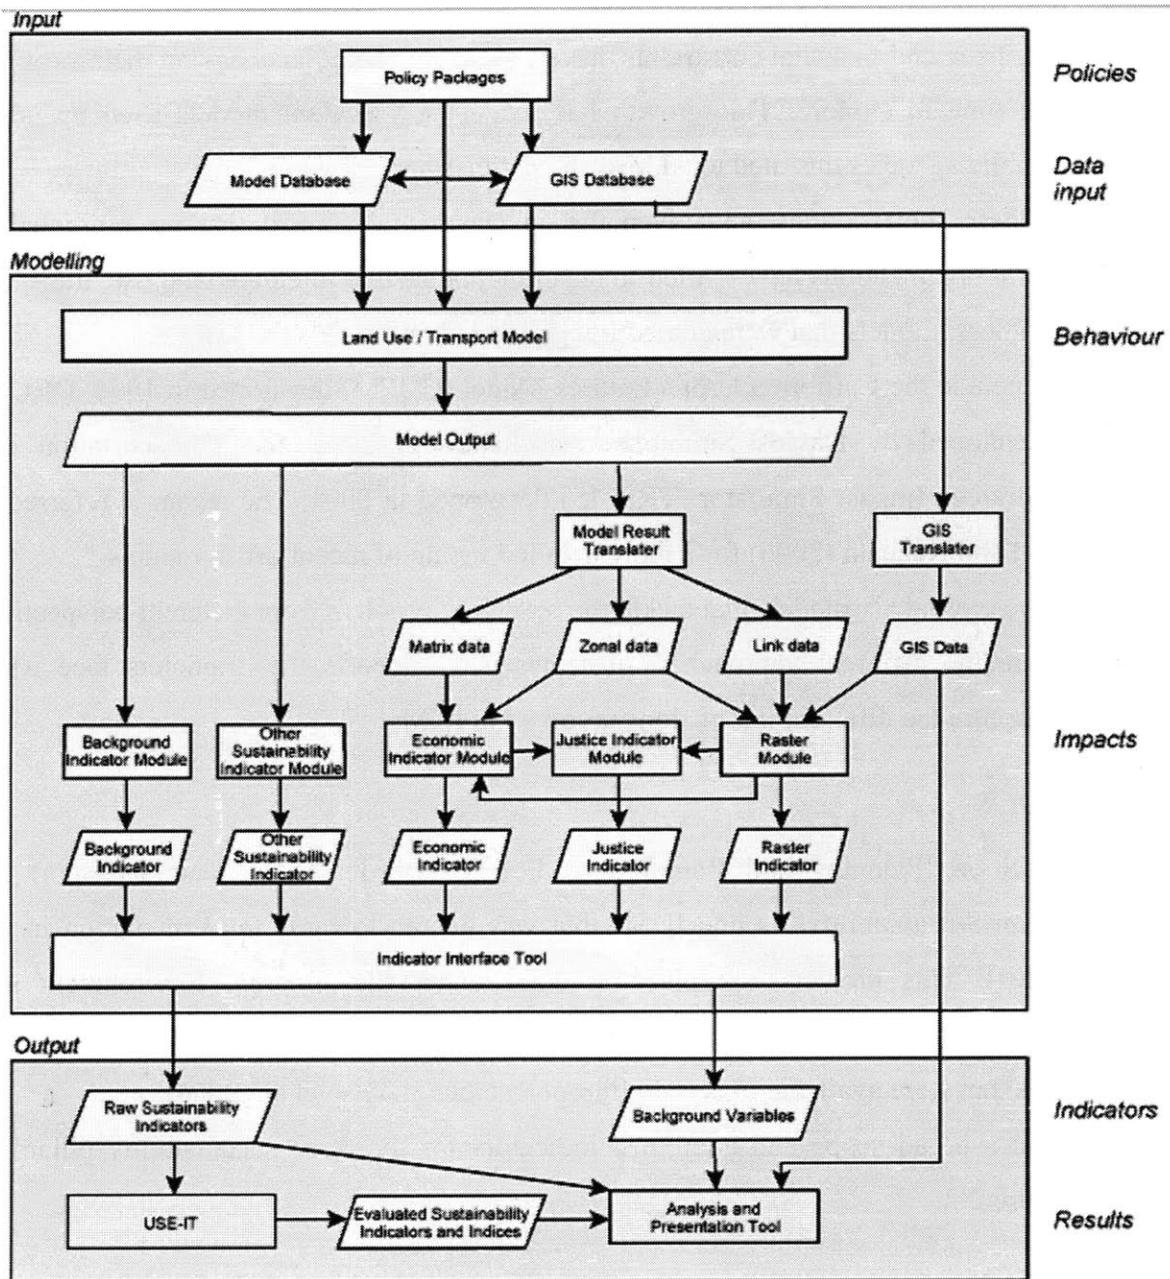 Input
Policy Packages
Policies
Model Database
GIS Database
Data
input
Modelling
Land Use / Transport Model
Behaviour
Model Output
Model Result
Translater
GIS
Translater
Matrix data
Zonal data
Link data
GIS Data
Background
Indicator Module
Other
Sustainability
Indicator Module
Economic
Indicator Module
Justice Indicator
Module
Raster
Module
Impacts
Background
Indicator
Other
Sustainability
Indicator
Economic
Indicator
Justice
Indicator
Raster
Indicator
Indicator Interface Tool
Output
Raw Sustainability
Indicators
Background Variables
Indicators
USE-IT
Evaluated Sustainability
Indicators and Indices
Analysis and
Presentation Tool
Results